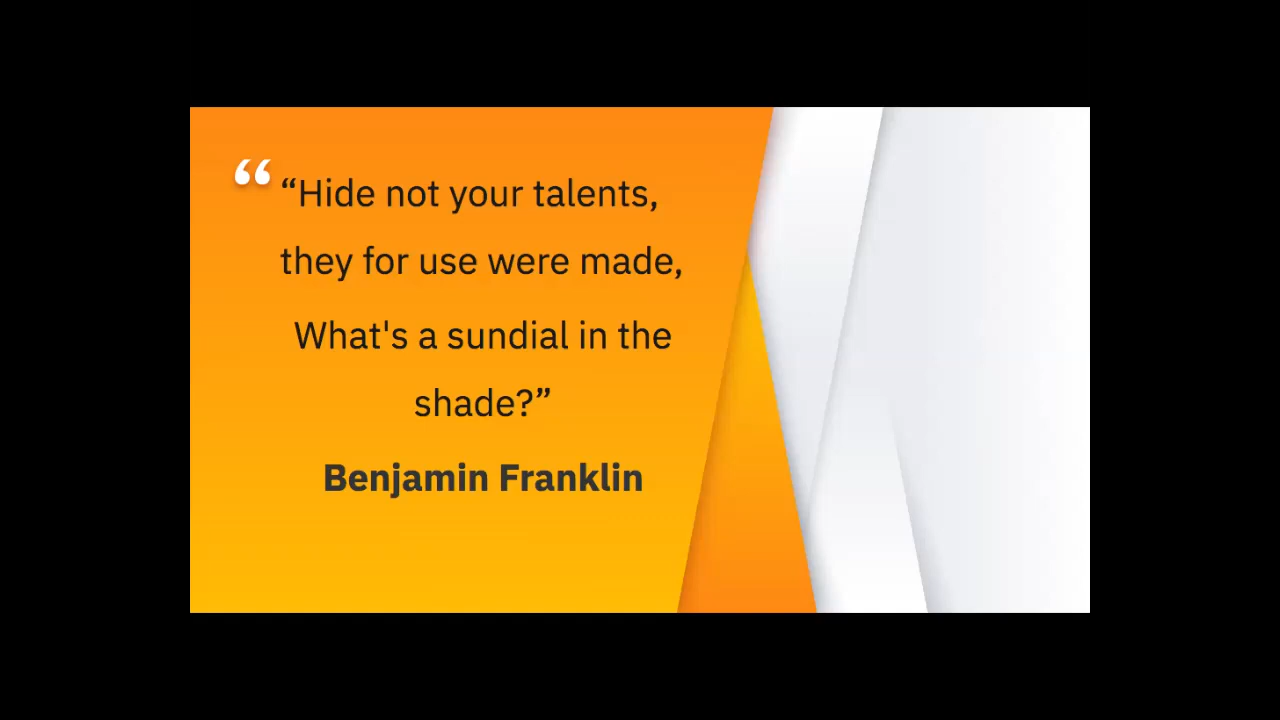 “Hide not your talents,
they for use were made,
What's a sundial in the
shade?”
Benjamin Franklin